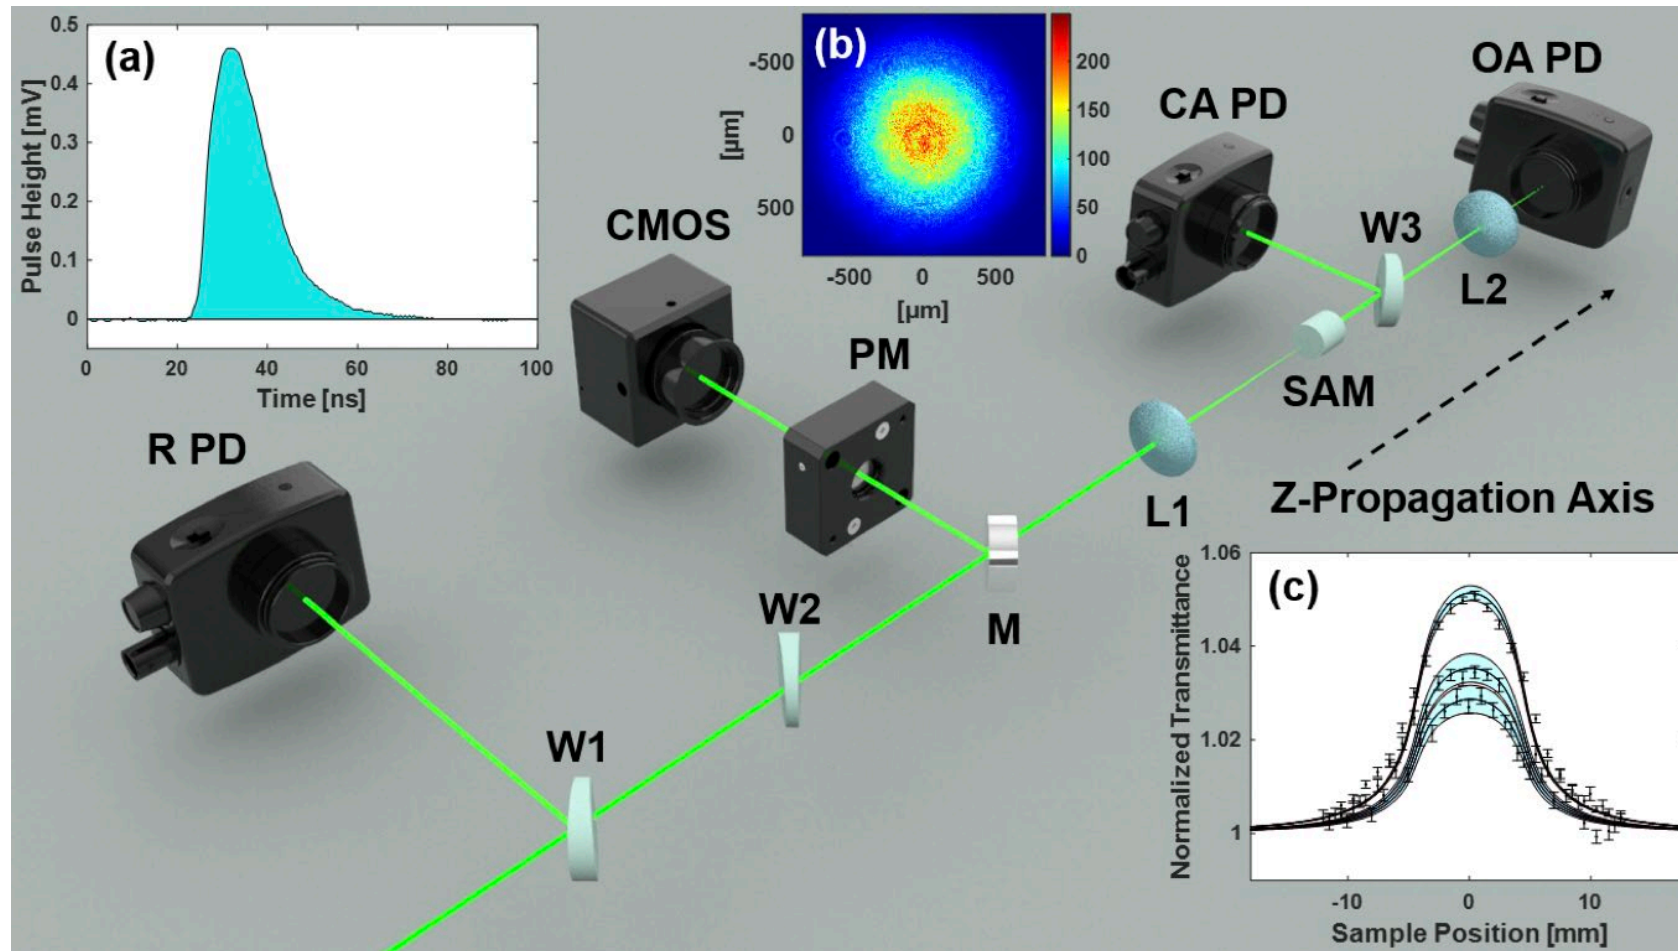 (a)
Pulse Height [mV]
0.5
0.4
0.3
0.2
0.1
0
0 20 40 60 80 100
Time [ns]
(b)
[µm]
-500
0
500
-500 0 500
[µm]
200
150
100
50
0
OA PD
CA PD
CMOS
W3
L2
PM
SAM
R PD
L1
Z-Propagation Axis
W2
M
W1
(c)
Normalized Transmittance
1.06
1.04
1.02
1
-10 0 10
Sample Position [mm]